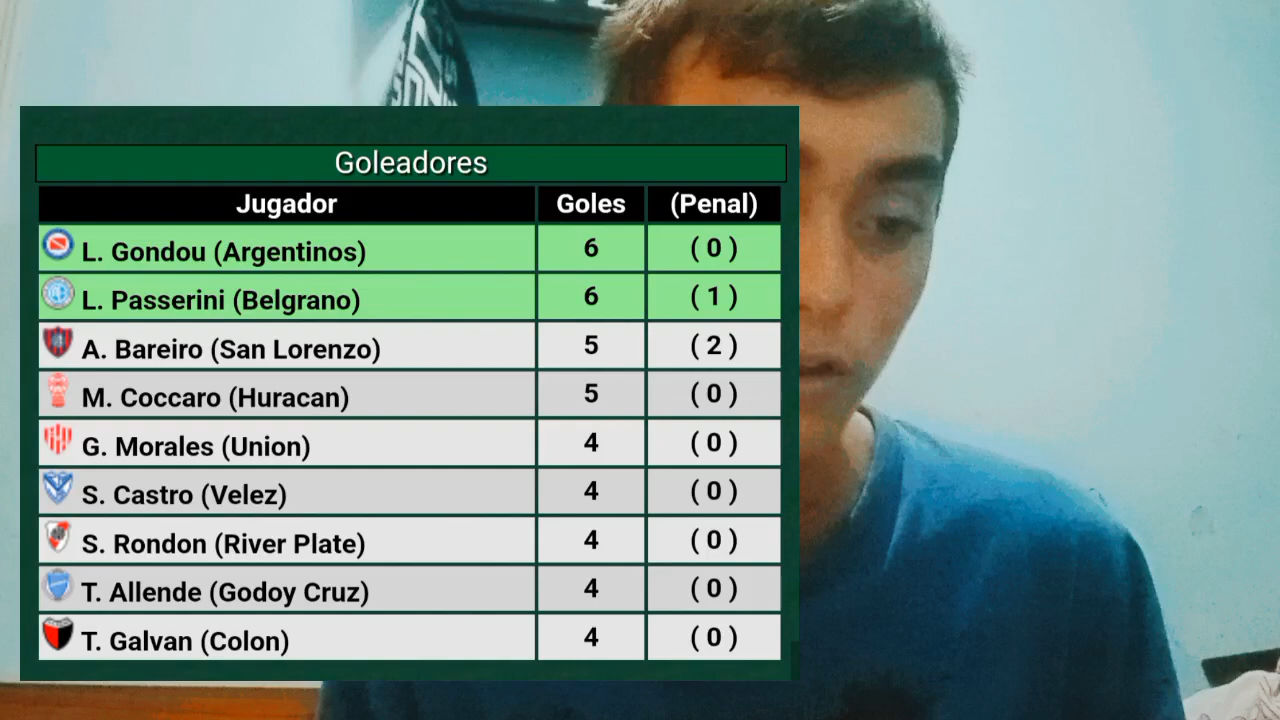 Goleadores
Jugador Goles (Penal)
L. Gondou (Argentinos) 6 ( 0 )
L. Passerini (Belgrano) 6 ( 1 )
A. Bareiro (San Lorenzo) 5 ( 2 )
M. Coccaro (Huracan) 5 ( 0 )
G. Morales (Union) 4 ( 0 )
S. Castro (Velez) 4 ( 0 )
S. Rondon (River Plate) 4 ( 0 )
T. Allende (Godoy Cruz) 4 ( 0 )
T. Galvan (Colon) 4 ( 0 )